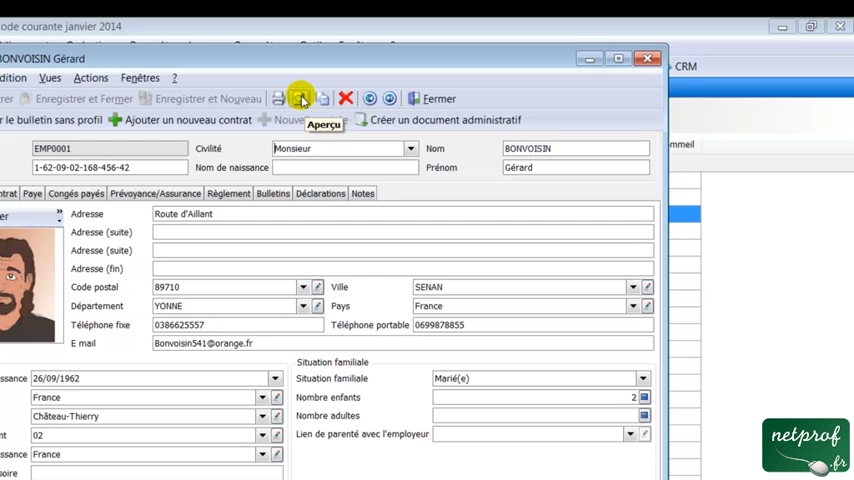 ode courante janvier 2014
BONVOISIN Gérard
CRM
dition Vues Actions Fenêtres ?
rer Enregistrer et Fermer Enregistrer et Nouveau Fermer
r le bulletin sans profil Ajouter un nouveau contrat Nouve e Créer un document administratif
Aperçu
EMP0001 Civilité Monsieur Nom BONVOISIN
mmeil
1-62-09-02-168-456-42 Nom de naissance Prénom Gérard
ntrat Paye Congés payés Prévoyance/Assurance Règlement Bulletins Déclarations Notes
er Adresse Route d'Aillant
Adresse (suite)
Adresse (suite)
Adresse (fin)
Code postal 89710 Ville SENAN
Département YONNE Pays France
Téléphone fixe 0386625557 Téléphone portable 0699878855
E mail Bonvoisin541@orange.fr
Situation familiale
issance 26/09/1962 Situation familiale Marié(e)
France Nombre enfants 2
Château-Thierry Nombre adultes
nt 02 Lien de parenté avec l'employeur
issance France
soire
netprof
.fr